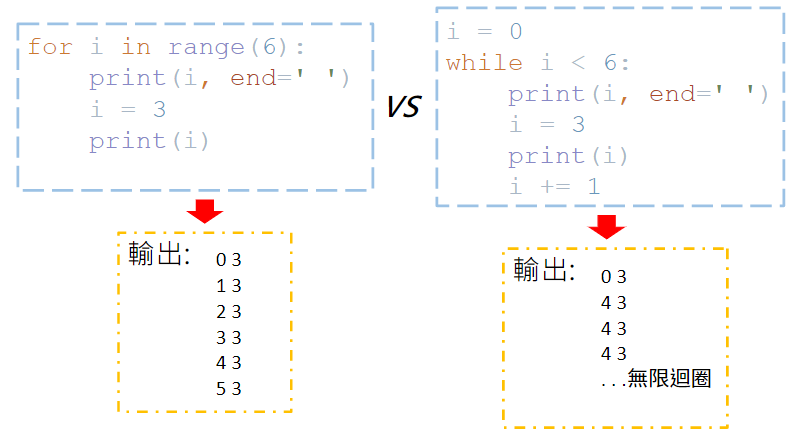 for i in range(6):
    print(i, end=' ')
    i = 3
    print(i)
VS
i = 0
while i < 6:
    print(i, end=' ')
    i = 3
    print(i)
    i += 1
輸出:
0 3
1 3
2 3
3 3
4 3
5 3
輸出:
0 3
4 3
4 3
4 3
...無限迴圈